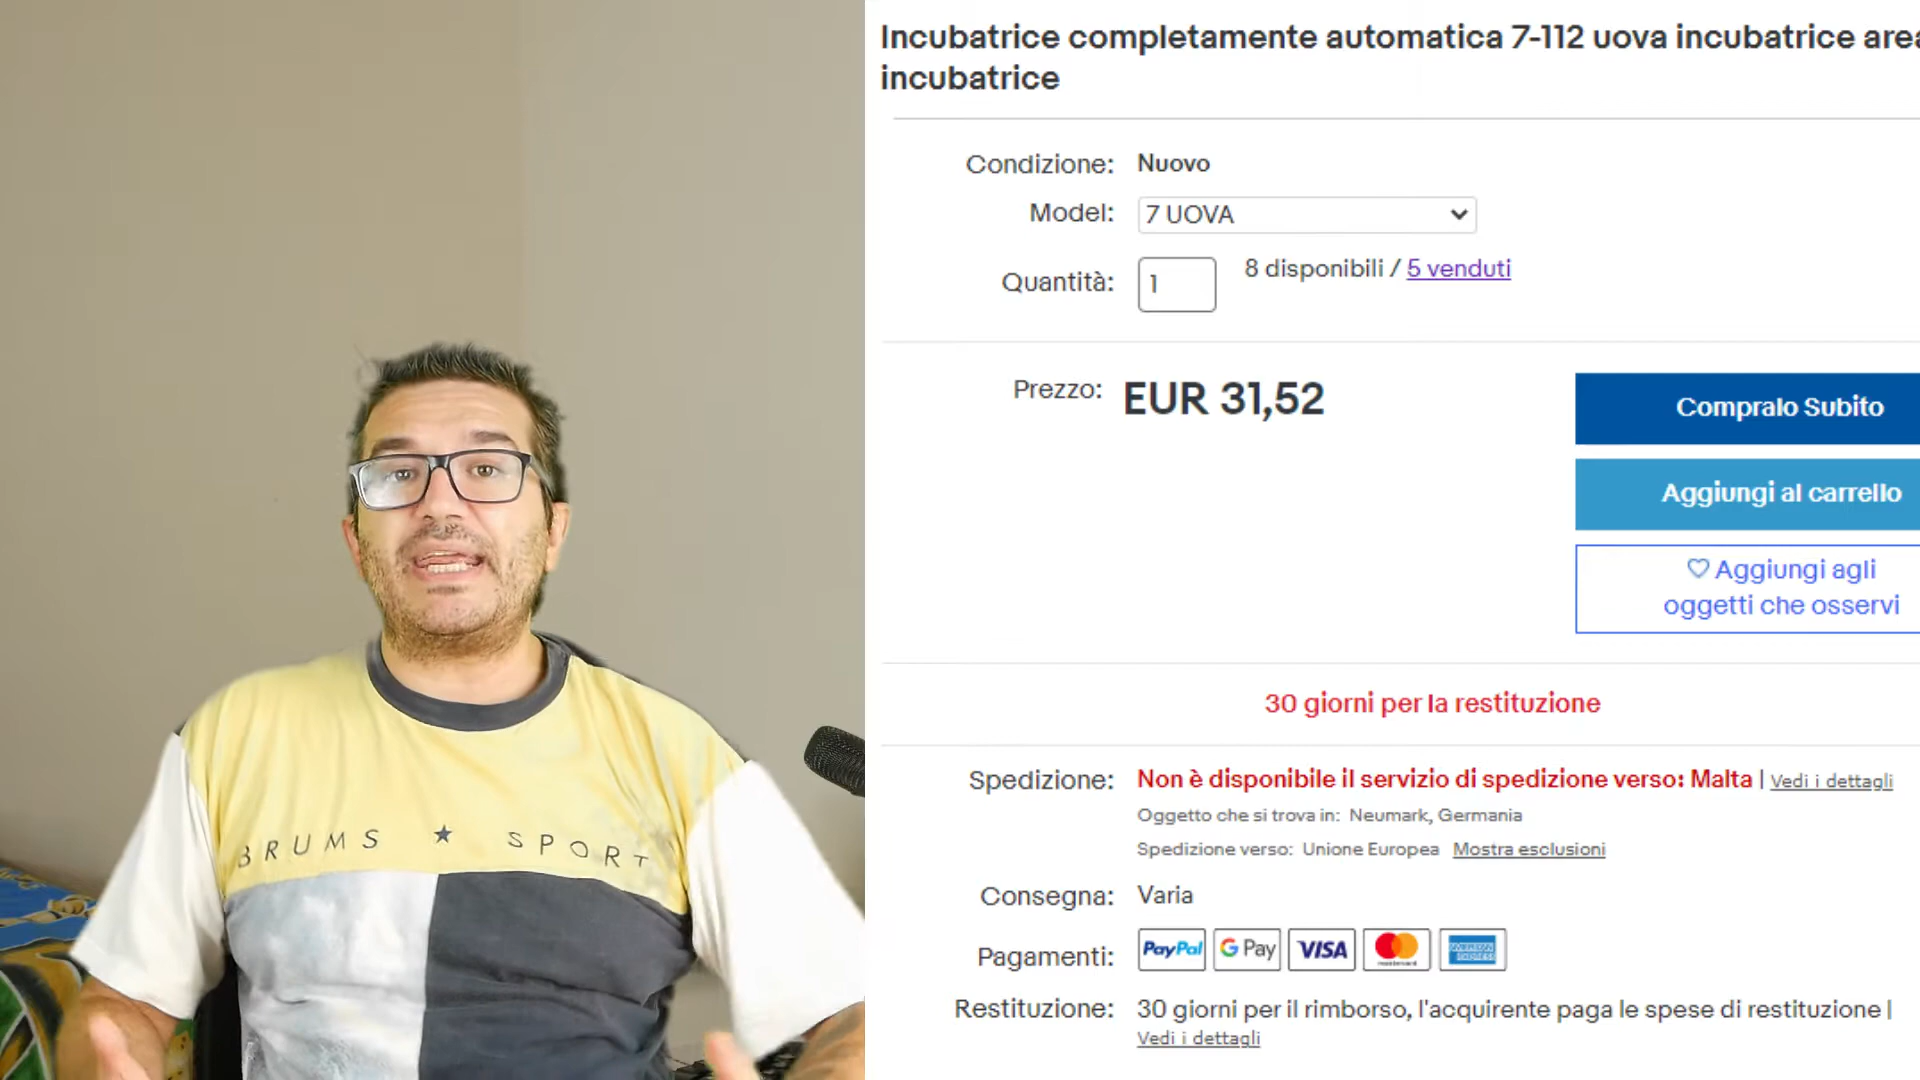 Incubatrice completamente automatica 7-112 uova incubatrice area
incubatrice
Condizione: Nuovo
Model: 7 UOVA
Quantità: 1 8 disponibili / 5 venduti
Prezzo: EUR 31,52
Compralo Subito
Aggiungi al carrello
Aggiungi agli
oggetti che osservi
30 giorni per la restituzione
Spedizione: Non è disponibile il servizio di spedizione verso: Malta | Vedi i dettagli
Oggetto che si trova in: Neumark, Germania
Spedizione verso: Unione Europea Mostra esclusioni
Consegna: Varia
Pagamenti: PayPal G Pay VISA mastercard AMERICAN EXPRESS
Restituzione: 30 giorni per il rimborso, l'acquirente paga le spese di restituzione |
Vedi i dettagli
BRUMS ★ SPORT